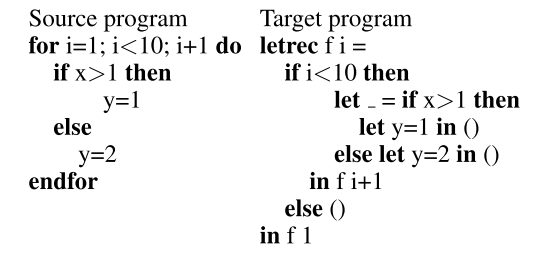 Source program
for i=1; i<10; i+1 do
if x>1 then
y=1
else
y=2
endfor
Target program
letrec f i =
if i<10 then
let _ = if x>1 then
let y=1 in ()
else let y=2 in ()
in f i+1
else ()
in f 1